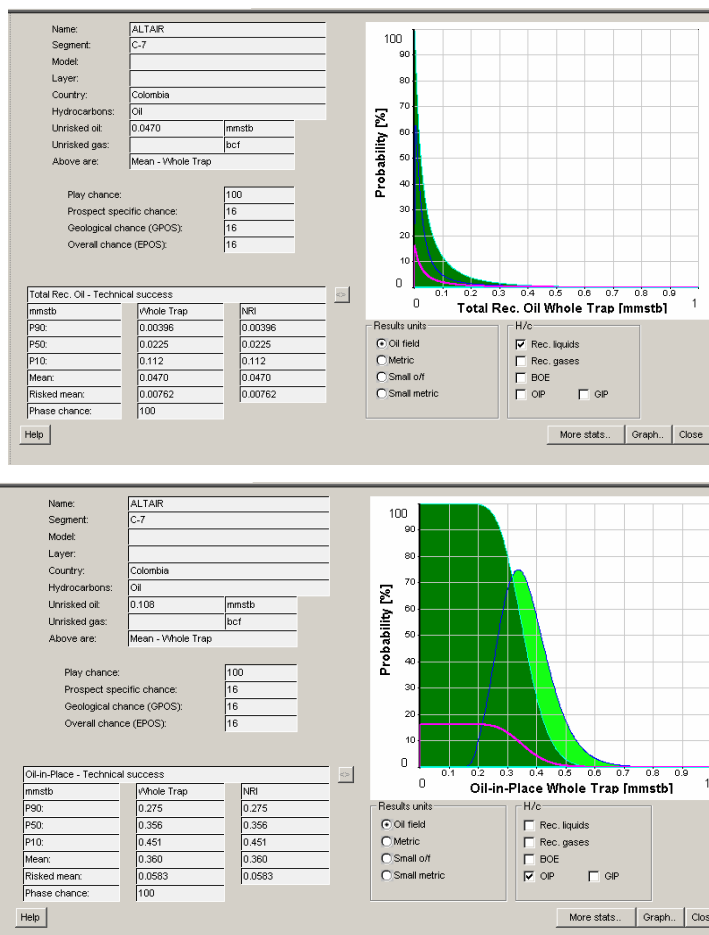 Name: ALTAIR
Segment: C-7
Model:
Layer:
Country: Colombia
Hydrocarbons: Oil
Unrisked oil: 0.0470 mmstb
Unrisked gas: bcf
Above are: Mean - Whole Trap
Play chance: 100
Prospect specific chance: 16
Geological chance (GPOS): 16
Overall chance (EPOS): 16
Total Rec. Oil - Technical success <>
mmstb Whole Trap NRI
P90: 0.00396 0.00396
P50: 0.0225 0.0225
P10: 0.112 0.112
Mean: 0.0470 0.0470
Risked mean: 0.00762 0.00762
Phase chance: 100
Help
Probability [%]
100
90
80
70
60
50
40
30
20
10
0
0.1 0.2 0.3 0.4 0.5 0.6 0.7 0.8 0.9
0 Total Rec. Oil Whole Trap [mmstb] 1
Results units H/c
Oil field Rec. liquids
Metric Rec. gases
Small o/f BOE
Small metric OIP GIP
More stats.. Graph.. Close
Name: ALTAIR
Segment: C-7
Model:
Layer:
Country: Colombia
Hydrocarbons: Oil
Unrisked oil: 0.108 mmstb
Unrisked gas: bcf
Above are: Mean - Whole Trap
Play chance: 100
Prospect specific chance: 16
Geological chance (GPOS): 16
Overall chance (EPOS): 16
Oil-in-Place - Technical success <>
mmstb Whole Trap NRI
P90: 0.275 0.275
P50: 0.356 0.356
P10: 0.451 0.451
Mean: 0.360 0.360
Risked mean: 0.0583 0.0583
Phase chance: 100
Help
Probability [%]
100
90
80
70
60
50
40
30
20
10
0
0.1 0.2 0.3 0.4 0.5 0.6 0.7 0.8 0.9
0 Oil-in-Place Whole Trap [mmstb] 1
Results units H/c
Oil field Rec. liquids
Metric Rec. gases
Small o/f BOE
Small metric OIP GIP
More stats.. Graph.. Clos